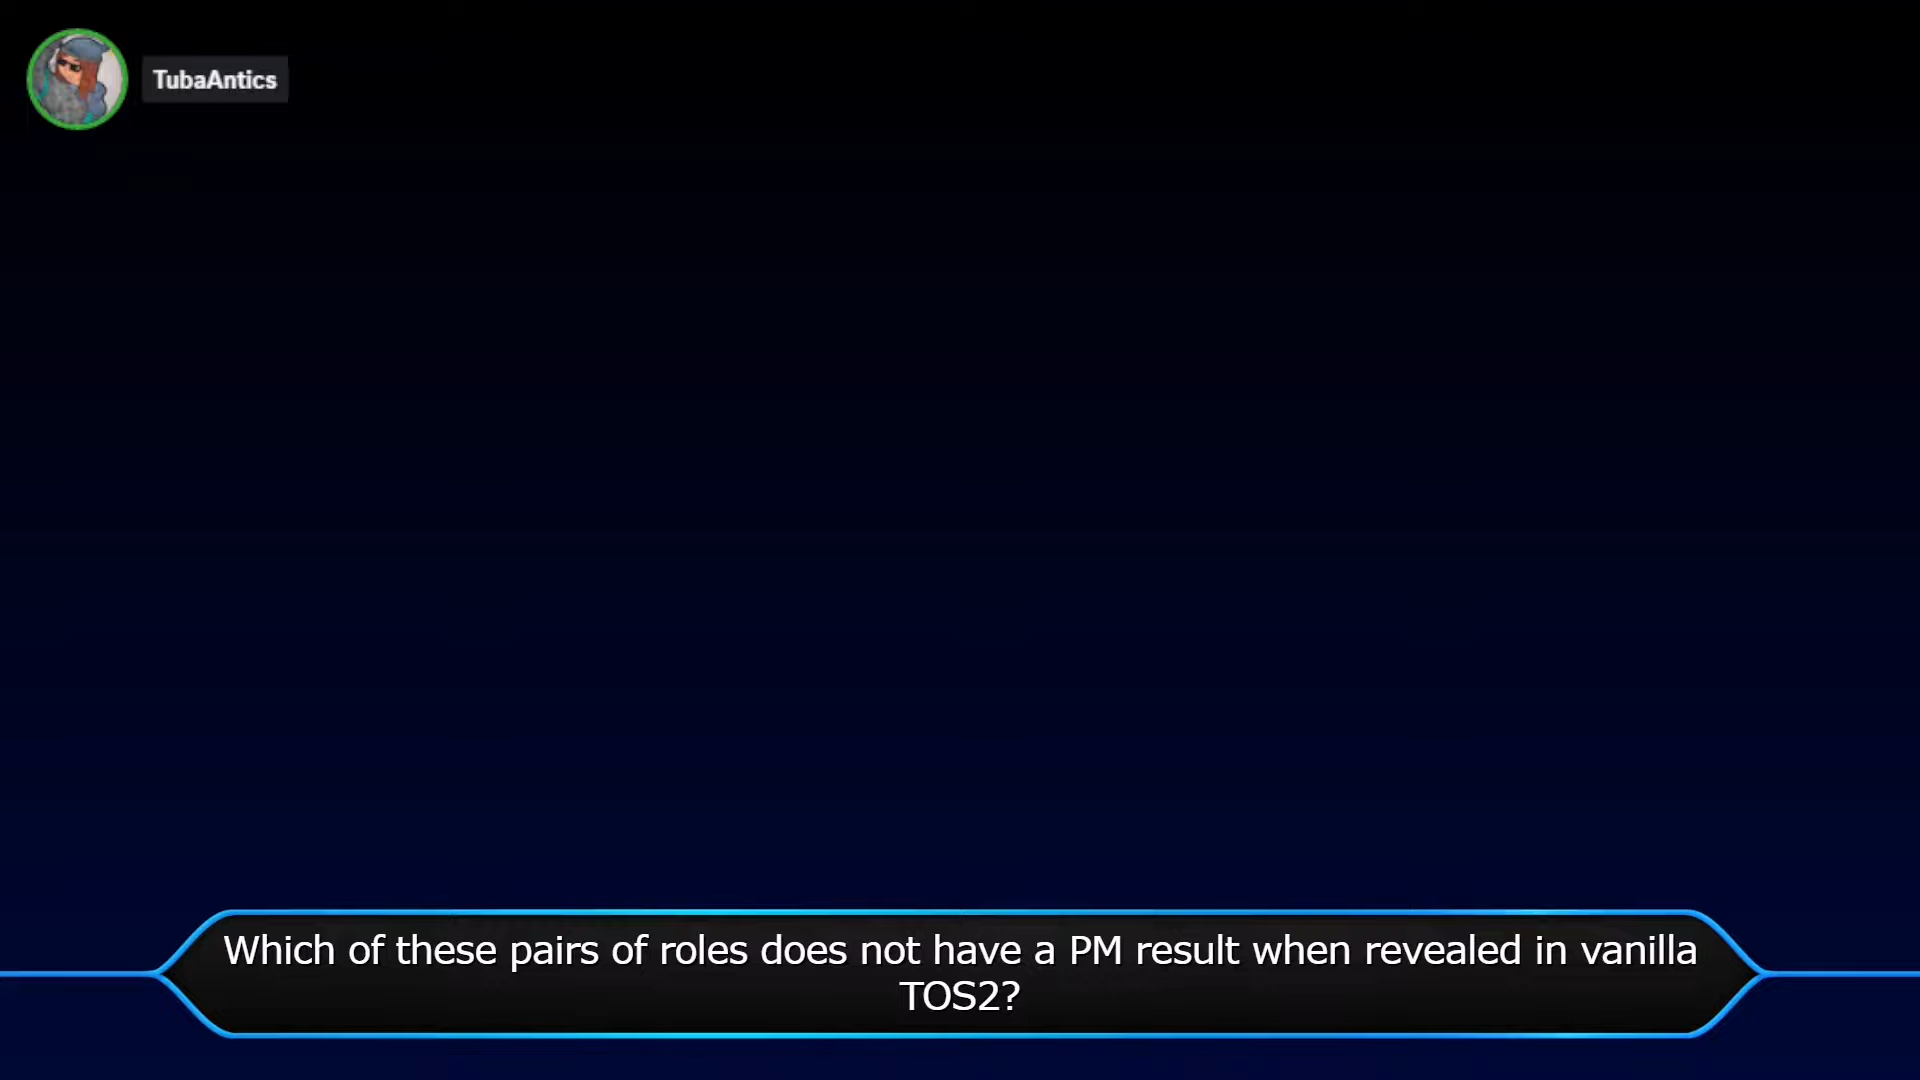 TubaAntics
Which of these pairs of roles does not have a PM result when revealed in vanilla
TOS2?